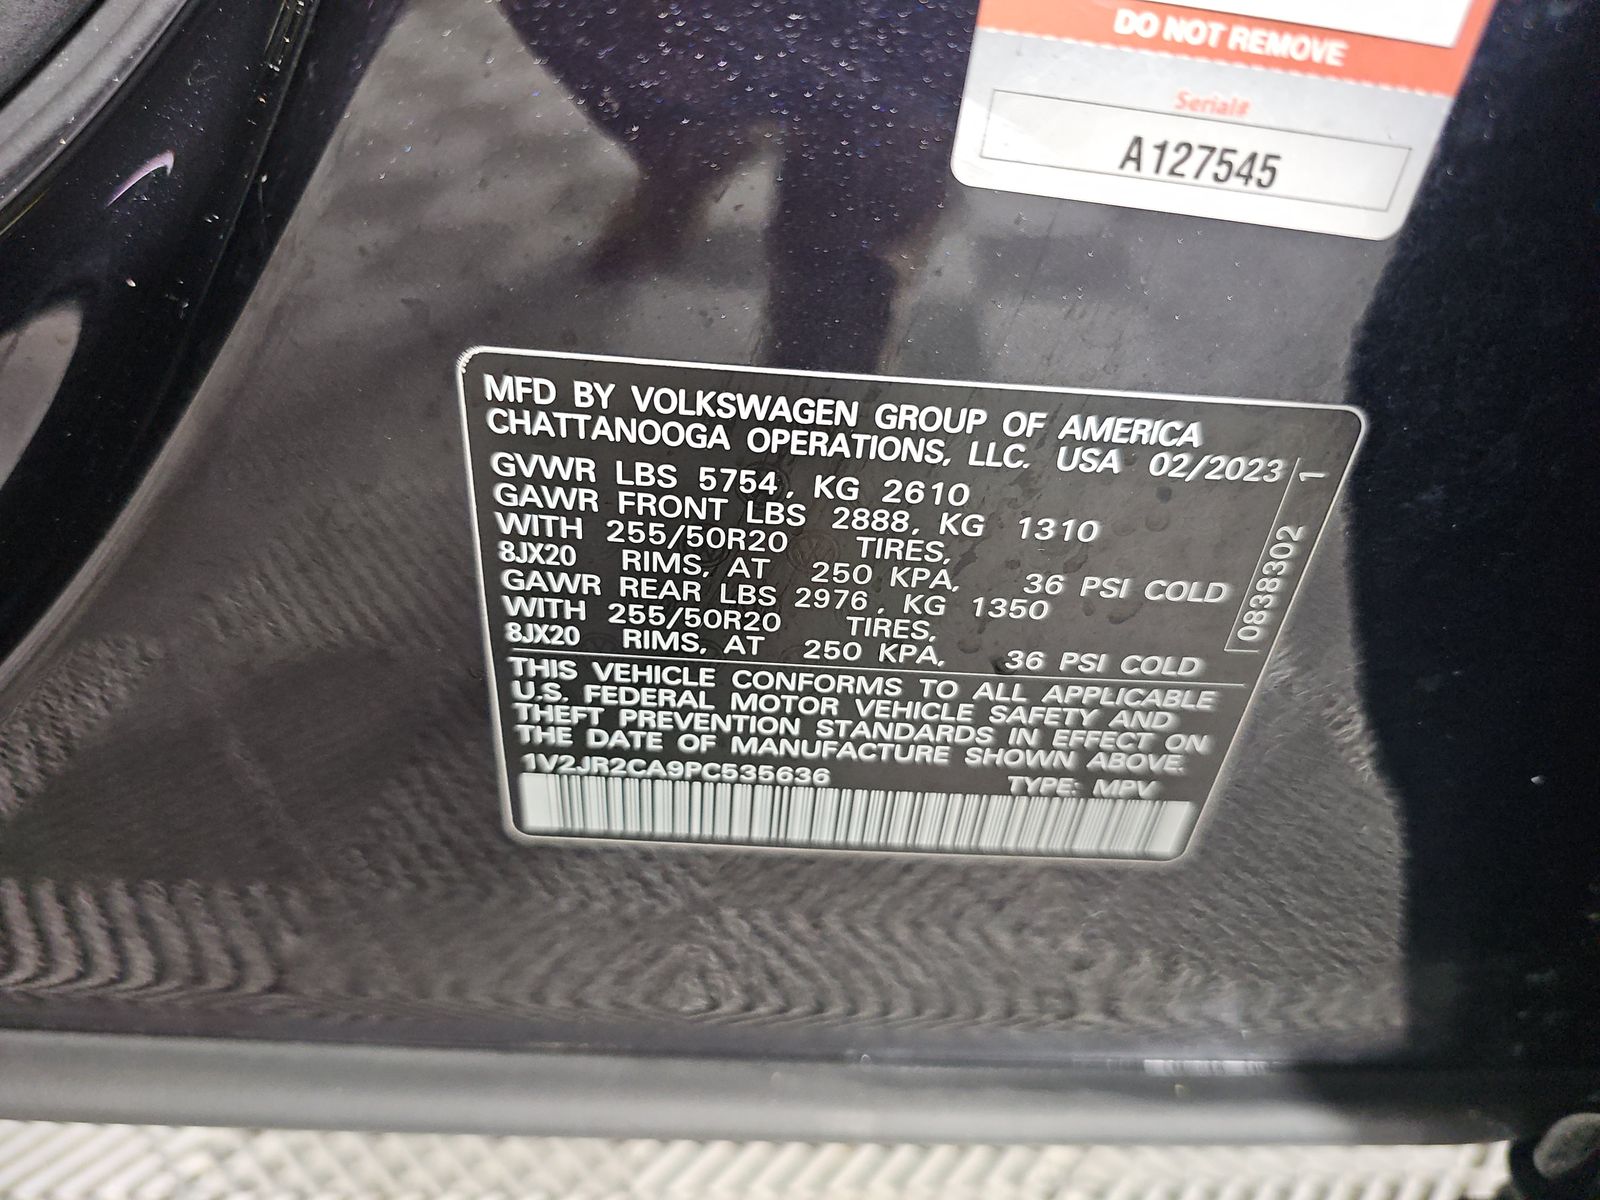 DO NOT REMOVE
Serial#
A127545
MFD BY VOLKSWAGEN GROUP OF AMERICA
CHATTANOOGA OPERATIONS, LLC. USA 02/2023
GVWR LBS 5754, KG 2610
GAWR FRONT LBS 2888, KG 1310
WITH 255/50R20 TIRES,
8JX20 RIMS, AT 250 KPA, 36 PSI COLD
GAWR REAR LBS 2976, KG 1350
WITH 255/50R20 TIRES,
8JX20 RIMS, AT 250 KPA, 36 PSI COLD
0838302 1
THIS VEHICLE CONFORMS TO ALL APPLICABLE
U.S. FEDERAL MOTOR VEHICLE SAFETY AND
THEFT PREVENTION STANDARDS IN EFFECT ON
THE DATE OF MANUFACTURE SHOWN ABOVE.
1V2JR2CA9PC535636 TYPE: MPV